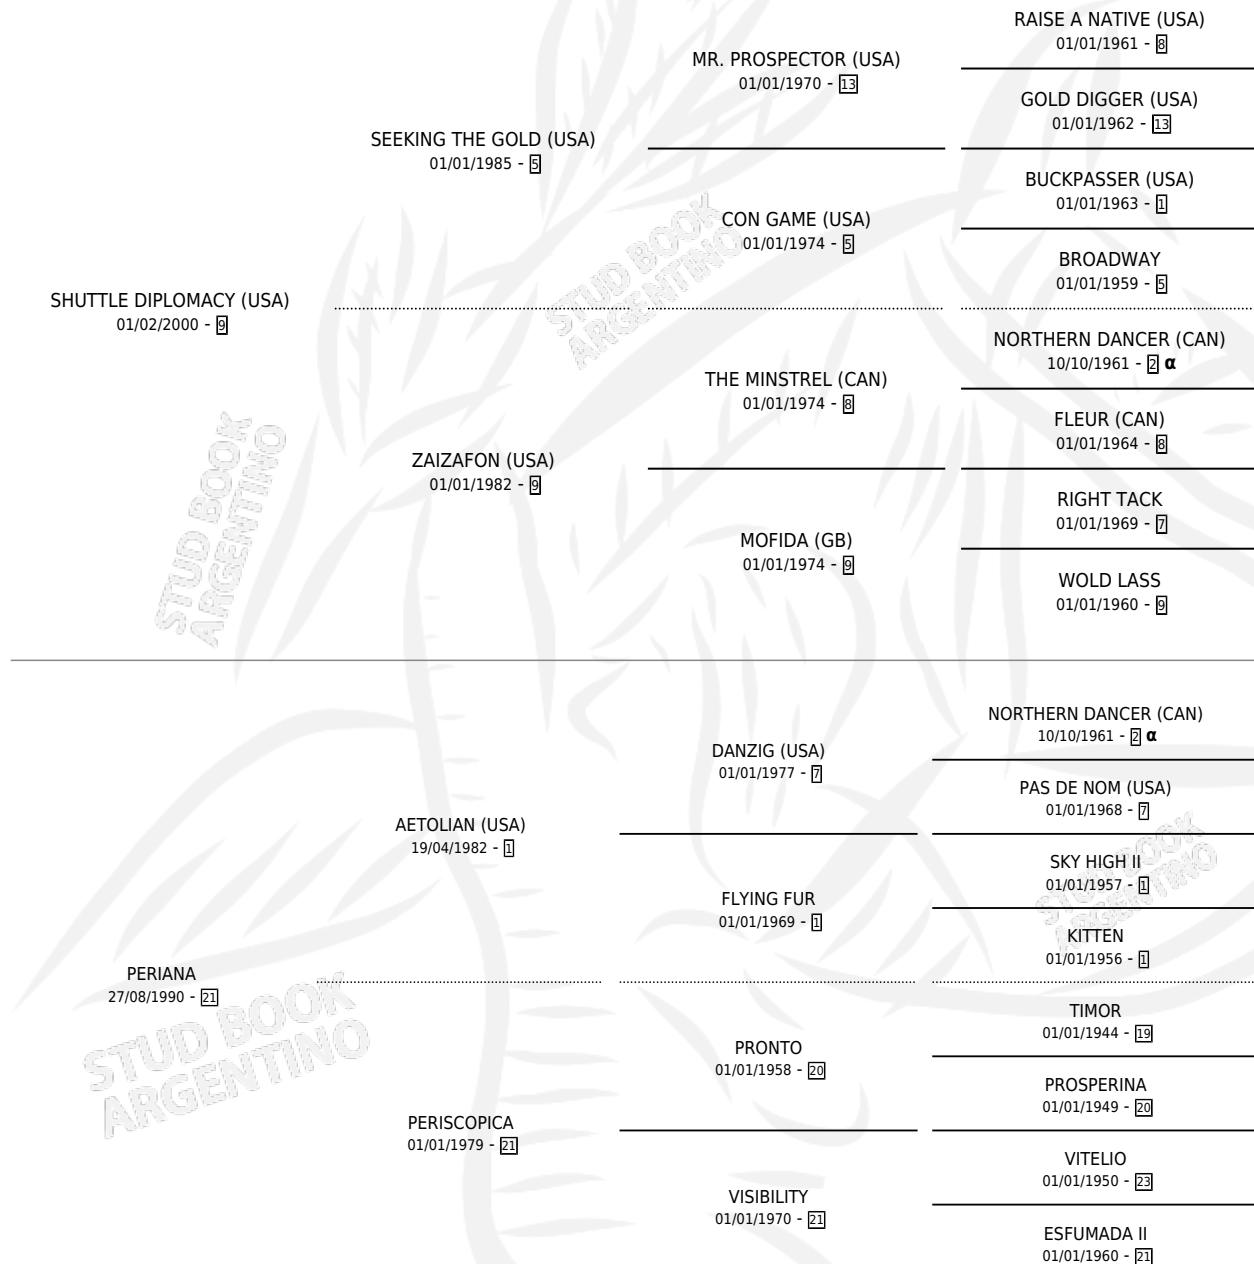 RAISE A NATIVE (USA)
01/01/1961 - 8
MR. PROSPECTOR (USA)
01/01/1970 - 13
GOLD DIGGER (USA)
01/01/1962 - 13
SEEKING THE GOLD (USA)
01/01/1985 - 5
BUCKPASSER (USA)
01/01/1963 - 1
CON GAME (USA)
01/01/1974 - 5
BROADWAY
01/01/1959 - 5
STUD BOOK
ARGENTINO
SHUTTLE DIPLOMACY (USA)
01/02/2000 - 9
NORTHERN DANCER (CAN)
10/10/1961 - 2 α
THE MINSTREL (CAN)
01/01/1974 - 8
FLEUR (CAN)
01/01/1964 - 8
ZAIZAFON (USA)
01/01/1982 - 9
RIGHT TACK
01/01/1969 - 7
MOFIDA (GB)
01/01/1974 - 9
WOLD LASS
01/01/1960 - 9
STUD BOOK
ARGENTINO
NORTHERN DANCER (CAN)
10/10/1961 - 2 α
DANZIG (USA)
01/01/1977 - 7
PAS DE NOM (USA)
01/01/1968 - 7
AETOLIAN (USA)
19/04/1982 - 1
SKY HIGH II
01/01/1957 - 1
FLYING FUR
01/01/1969 - 1
KITTEN
01/01/1956 - 1
STUD BOOK
ARGENTINO
PERIANA
27/08/1990 - 21
TIMOR
01/01/1944 - 19
PRONTO
01/01/1958 - 20
PROSPERINA
01/01/1949 - 20
PERISCOPICA
01/01/1979 - 21
VITELIO
01/01/1950 - 23
VISIBILITY
01/01/1970 - 21
ESFUMADA II
01/01/1960 - 21
STUD BOOK
ARGENTINO